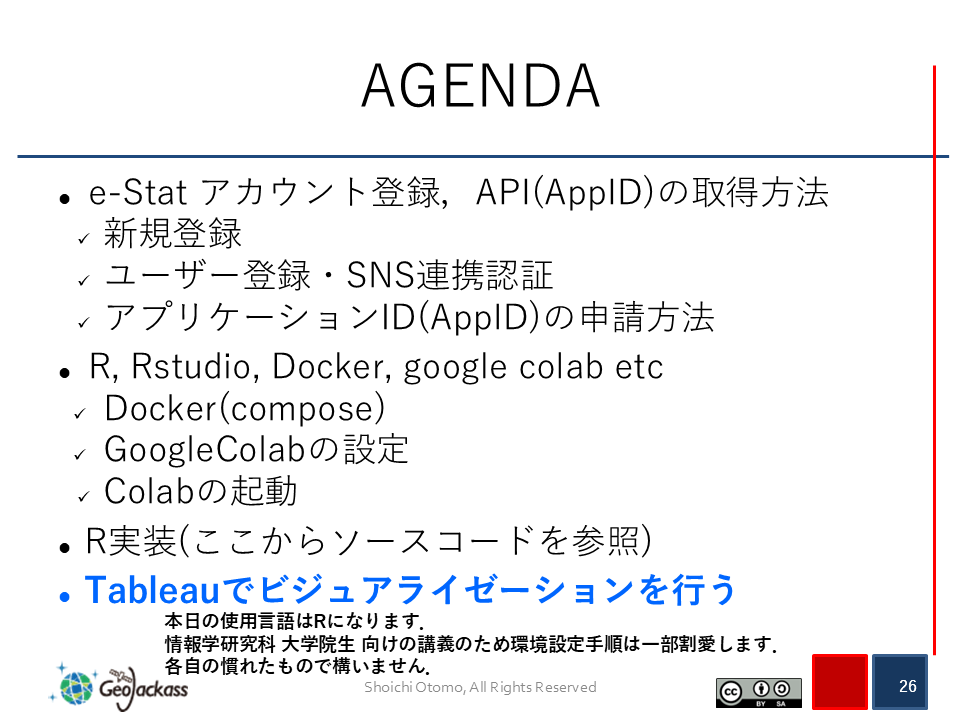 AGENDA
● e-Stat アカウント登録，API(AppID)の取得方法
✓ 新規登録
✓ ユーザー登録・SNS連携認証
✓ アプリケーションID(AppID)の申請方法
● R, Rstudio, Docker, google colab etc
✓ Docker(compose)
✓ GoogleColabの設定
✓ Colabの起動
● R実装(ここからソースコードを参照)
● Tableauでビジュアライゼーションを行う
本日の使用言語はRになります．
情報学研究科 大学院生 向けの講義のため環境設定手順は一部割愛します．
各自の慣れたもので構いません．
GeoJackass
Shoichi Otomo, All Rights Reserved
cc BY SA
26